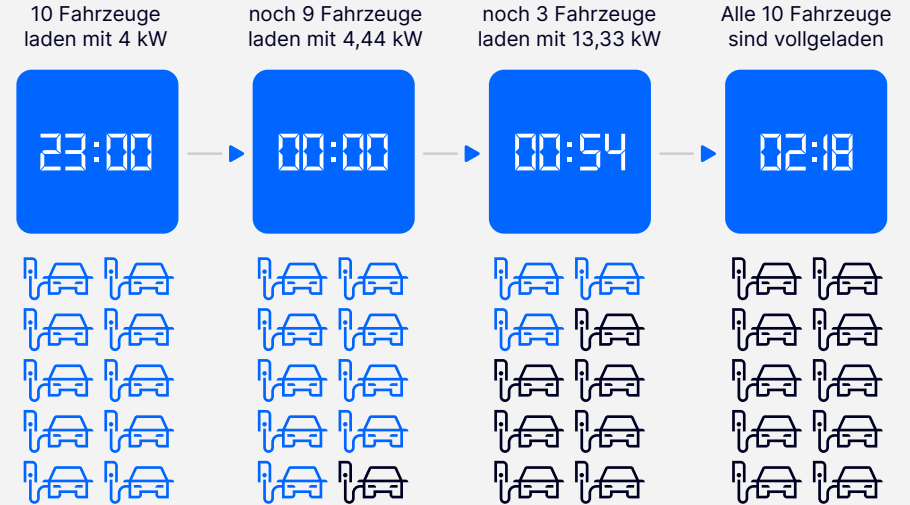 10 Fahrzeuge
laden mit 4 kW
noch 9 Fahrzeuge
laden mit 4,44 kW
noch 3 Fahrzeuge
laden mit 13,33 kW
Alle 10 Fahrzeuge
sind vollgeladen
23:00
00:00
00:54
02:18